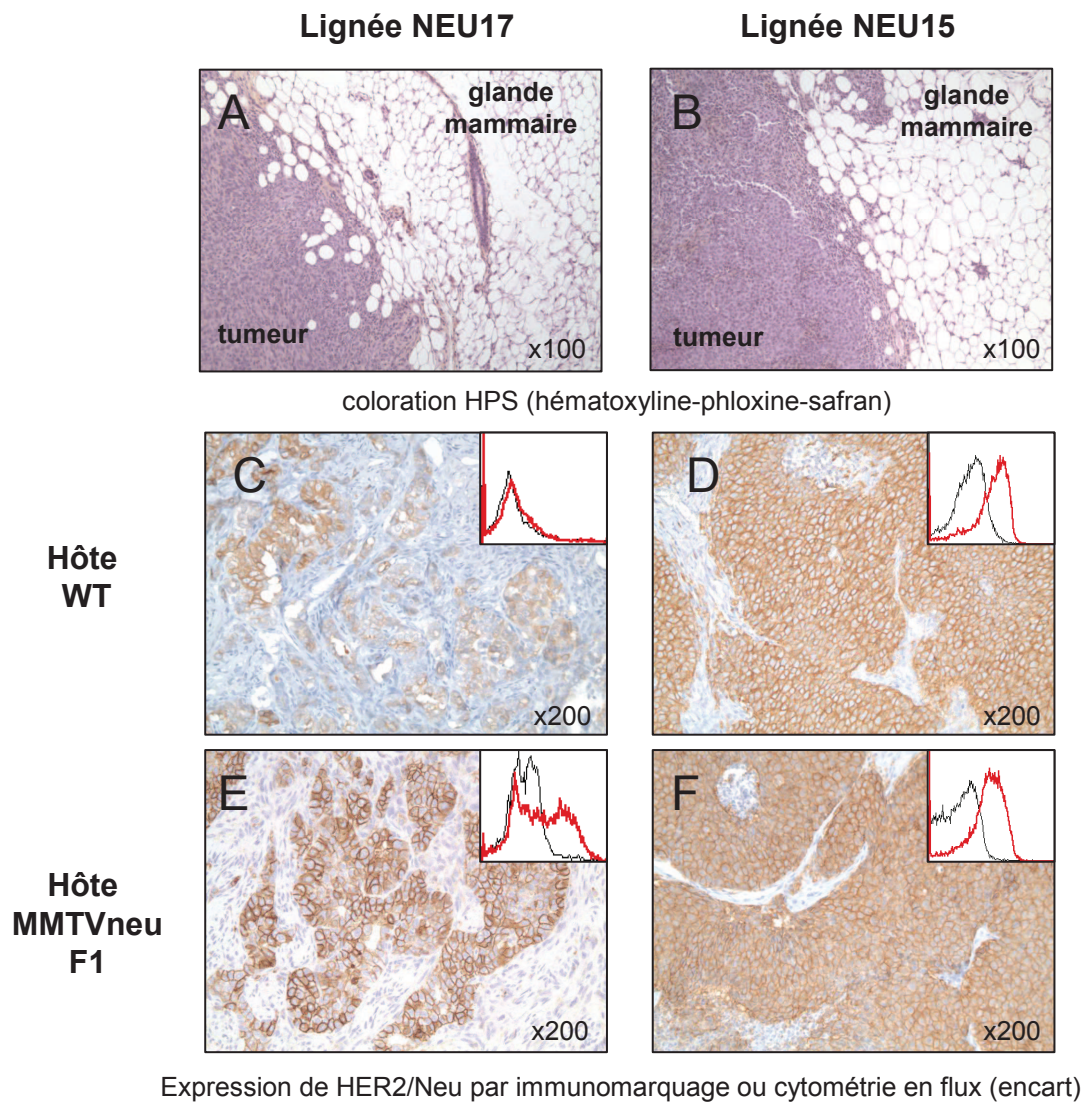 Lignée NEU17
Lignée NEU15
A
glande
mammaire
tumeur
x100
B
glande
mammaire
tumeur
x100
coloration HPS (hématoxyline-phloxine-safran)
Hôte
WT
C
x200
D
x200
Hôte
MMTVneu
F1
E
x200
F
x200
Expression de HER2/Neu par immunomarquage ou cytométrie en flux (encart)